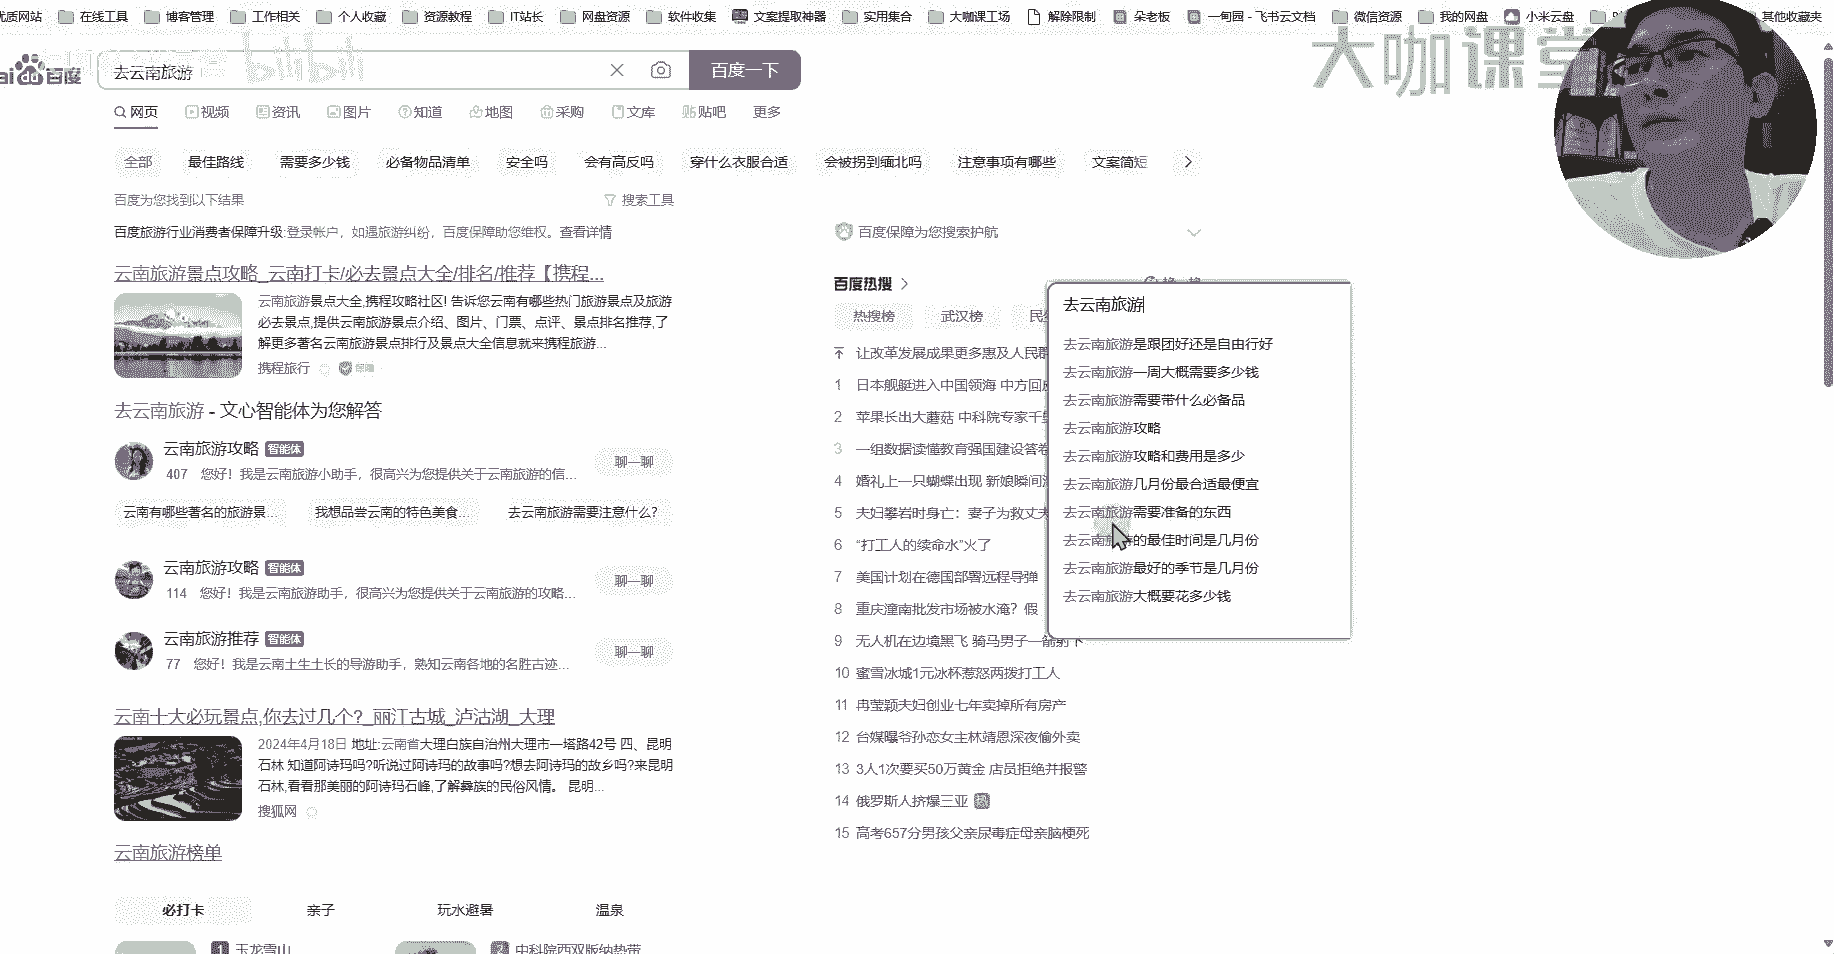 优质网站 在线工具 博客管理 工作相关 个人收藏 资源教程 IT站长 网盘资源 软件收集 文案提取神器 实用集合 大咖课工场 解除限制 朵老板 一甸园 - 飞书云文档 微信资源 我的网盘 小米云盘 其他收藏夹
bilibili
大咖课堂
百度 去云南旅游 百度一下
网页 视频 资讯 图片 知道 地图 采购 文库 贴吧 更多
全部 最佳路线 需要多少钱 必备物品清单 安全吗 会有高反吗 穿什么衣服合适 会被拐到缅北吗 注意事项有哪些 文案简短
百度为您找到以下结果 搜索工具
百度旅游行业消费者保障升级:登录帐户，如遇旅游纠纷，百度保障助您维权。查看详情
云南旅游景点攻略_云南打卡/必去景点大全/排名/推荐【携程...
云南旅游景点大全,携程攻略社区! 告诉您云南有哪些热门旅游景点及旅游
必去景点,提供云南旅游景点介绍、图片、门票、点评、景点排名推荐,了
解更多著名云南旅游景点排行及景点大全信息就来携程旅游...
携程旅行
去云南旅游 - 文心智能体为您解答
云南旅游攻略 智能体
407 您好！我是云南旅游小助手，很高兴为您提供关于云南旅游的信... 聊一聊
云南有哪些著名的旅游景... 我想品尝云南的特色美食... 去云南旅游需要注意什么?
云南旅游攻略 智能体
114 您好！我是云南旅游助手，很高兴为您提供关于云南旅游的攻略... 聊一聊
云南旅游推荐 智能体
77 您好！我是云南土生土长的导游助手，熟知云南各地的名胜古迹... 聊一聊
云南十大必玩景点,你去过几个?_丽江古城_泸沽湖_大理
2024年4月18日 地址:云南省大理白族自治州大理市一塔路42号 四、昆明
石林 知道阿诗玛吗?听说过阿诗玛的故事吗?想去阿诗玛的故乡吗?来昆明
石林,看看那美丽的阿诗玛石峰,了解彝族的民俗风情。 昆明...
搜狐网
云南旅游榜单
必打卡 亲子 玩水避暑 温泉
1 玉龙雪山 2 中科院西双版纳热带
百度保障为您搜索护航
百度热搜
热搜榜 武汉榜
让改革发展成果更多惠及人民群
1 日本舰艇进入中国领海 中方回应
2 苹果长出大蘑菇 中科院专家千
3 一组数据读懂教育强国建设答卷
4 婚礼上一只蝴蝶出现 新娘瞬间
5 夫妇攀岩时身亡：妻子为救丈夫
6 “打工人的续命水”火了
7 美国计划在德国部署远程导弹
8 重庆潼南批发市场被水淹？假
9 无人机在边境黑飞 骑马男子一箭射下
10 蜜雪冰城1元冰杯惹怒两拨打工人
11 冉莹颖夫妇创业七年卖掉所有房产
12 台媒曝爷孙恋女主林靖恩深夜偷外卖
13 3人1次要买50万黄金 店员拒绝并报警
14 俄罗斯人挤爆三亚 热
15 高考657分男孩父亲尿毒症母亲脑梗死
去云南旅游
去云南旅游是跟团好还是自由行好
去云南旅游一周大概需要多少钱
去云南旅游需要带什么必备品
去云南旅游攻略
去云南旅游攻略和费用是多少
去云南旅游几月份最合适最便宜
去云南旅游需要准备的东西
去云南旅游的最佳时间是几月份
去云南旅游最好的季节是几月份
去云南旅游大概要花多少钱